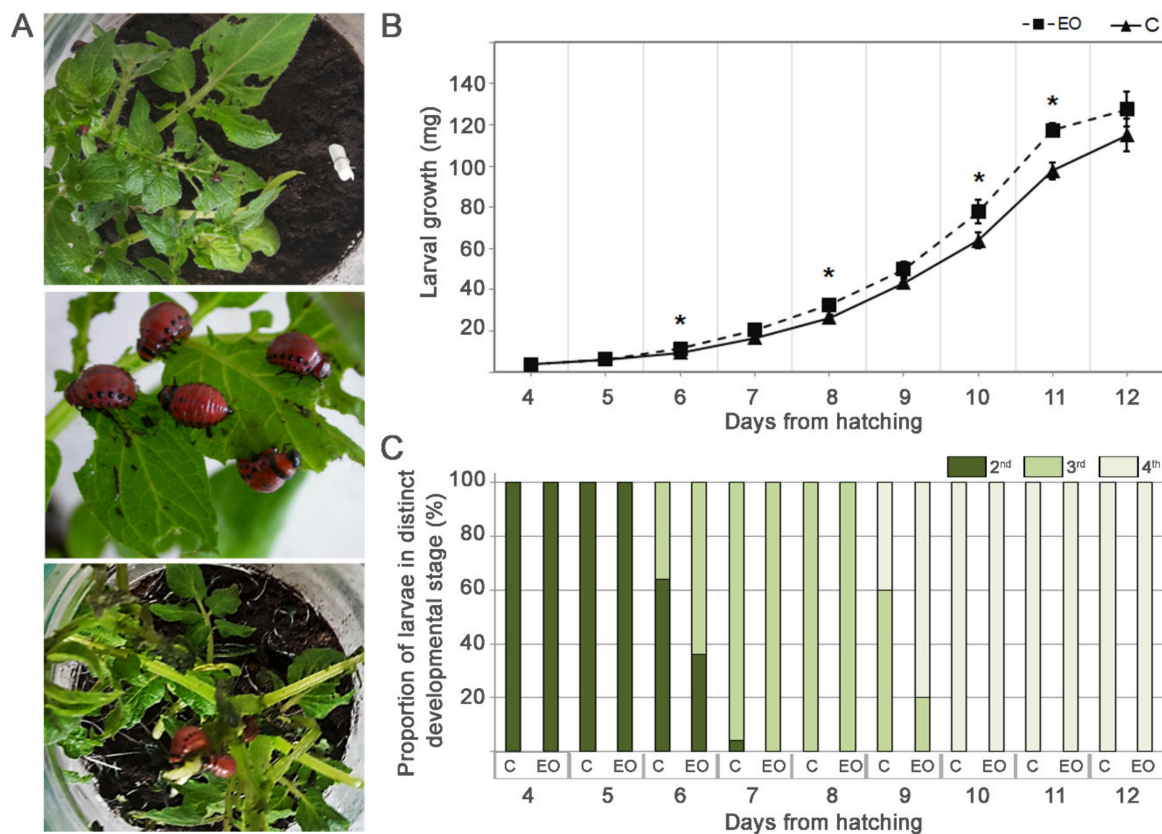 A
B
EO C
Larval growth (mg)
140
120
100
80
60
40
20
* * * * *
4 5 6 7 8 9 10 11 12
Days from hatching
C
2nd 3rd 4th
Proportion of larvae in distinct
developmental stage (%)
100
80
60
40
20
C EO C EO C EO C EO C EO C EO C EO C EO C EO
4 5 6 7 8 9 10 11 12
Days from hatching